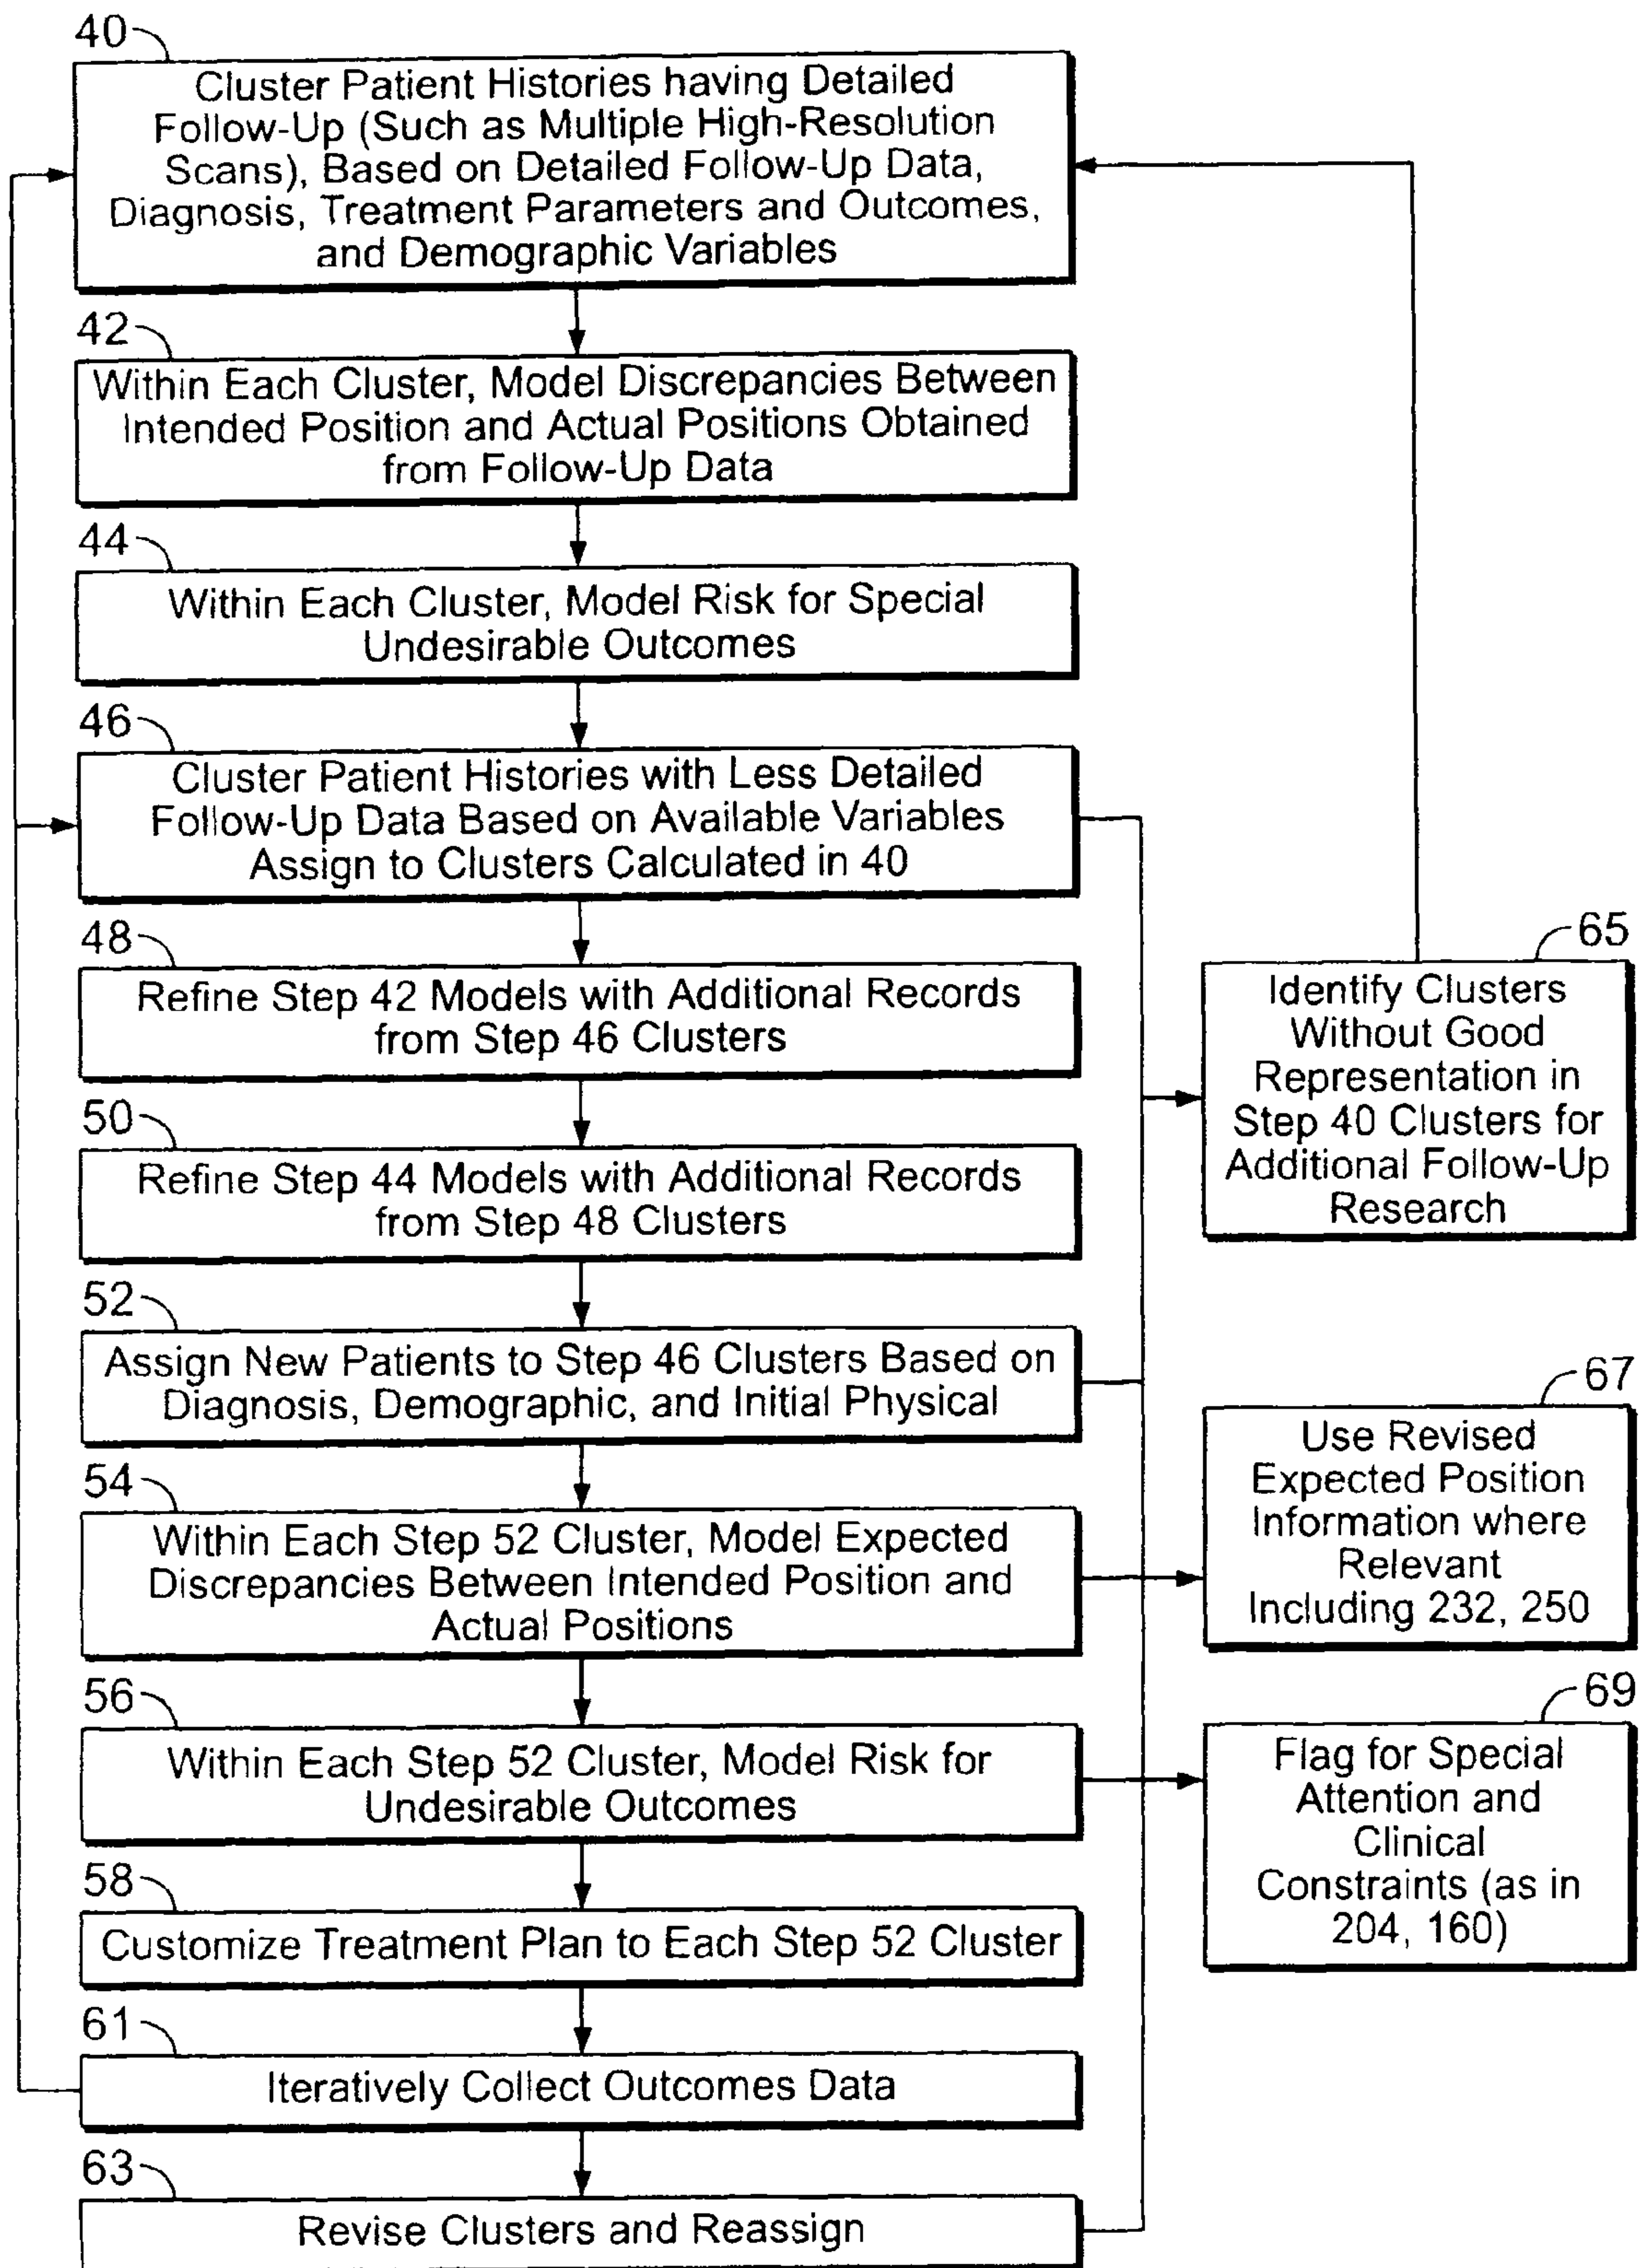 40
Cluster Patient Histories having Detailed
Follow-Up (Such as Multiple High-Resolution
Scans), Based on Detailed Follow-Up Data,
Diagnosis, Treatment Parameters and Outcomes,
and Demographic Variables
42
Within Each Cluster, Model Discrepancies Between
Intended Position and Actual Positions Obtained
from Follow-Up Data
44
Within Each Cluster, Model Risk for Special
Undesirable Outcomes
46
Cluster Patient Histories with Less Detailed
Follow-Up Data Based on Available Variables
Assign to Clusters Calculated in 40
48
Refine Step 42 Models with Additional Records
from Step 46 Clusters
50
Refine Step 44 Models with Additional Records
from Step 48 Clusters
52
Assign New Patients to Step 46 Clusters Based on
Diagnosis, Demographic, and Initial Physical
54
Within Each Step 52 Cluster, Model Expected
Discrepancies Between Intended Position and
Actual Positions
56
Within Each Step 52 Cluster, Model Risk for
Undesirable Outcomes
58
Customize Treatment Plan to Each Step 52 Cluster
61
Iteratively Collect Outcomes Data
63
Revise Clusters and Reassign
65
Identify Clusters
Without Good
Representation in
Step 40 Clusters for
Additional Follow-Up
Research
67
Use Revised
Expected Position
Information where
Relevant
Including 232, 250
69
Flag for Special
Attention and
Clinical
Constraints (as in
204, 160)